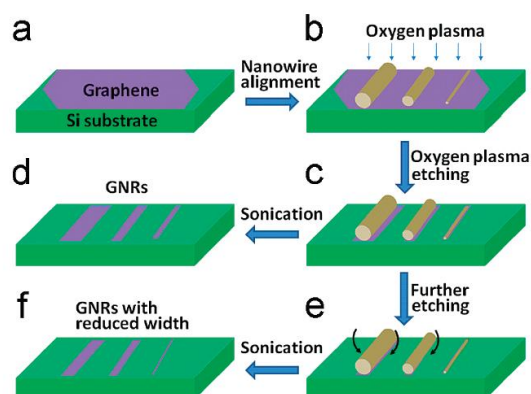 a
b
Oxygen plasma
Nanowire
alignment
Graphene
Si substrate
Oxygen plasma
etching
d
c
GNRs
Sonication
Further
etching
f
e
GNRs with
reduced width
Sonication